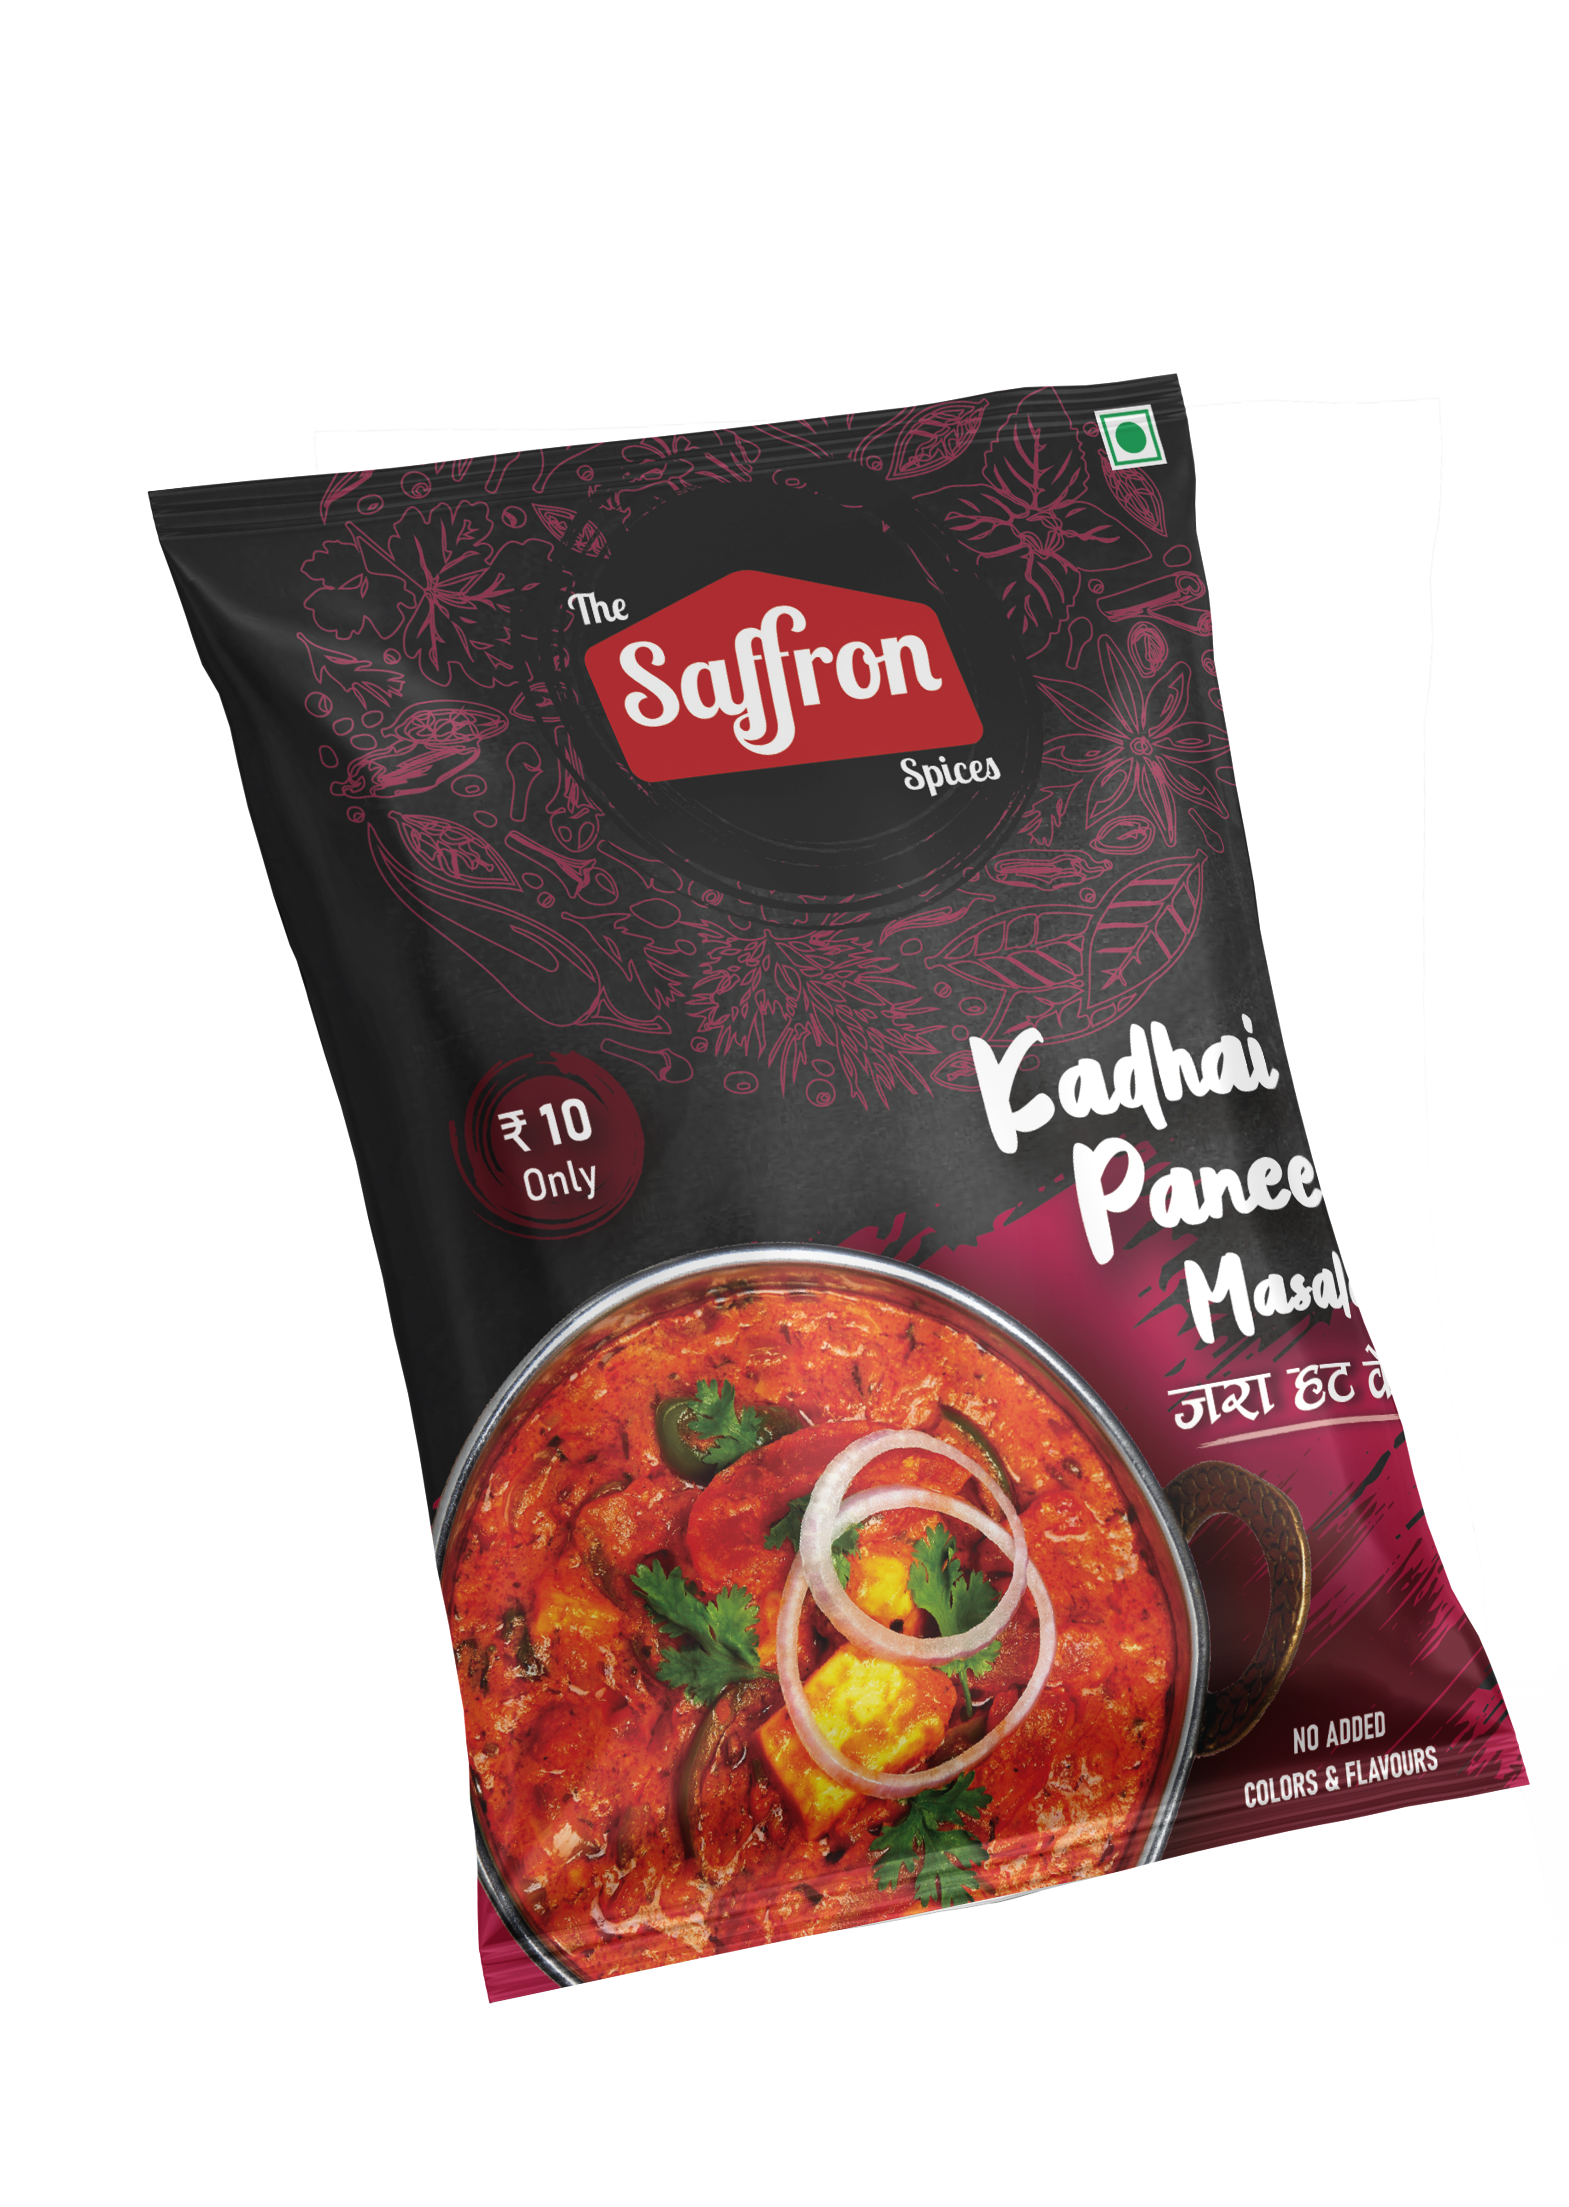 The
Saffron
Spices
₹ 10
Only
Kadhai
Panee
Masal
जरा हट के
NO ADDED
COLORS & FLAVOURS